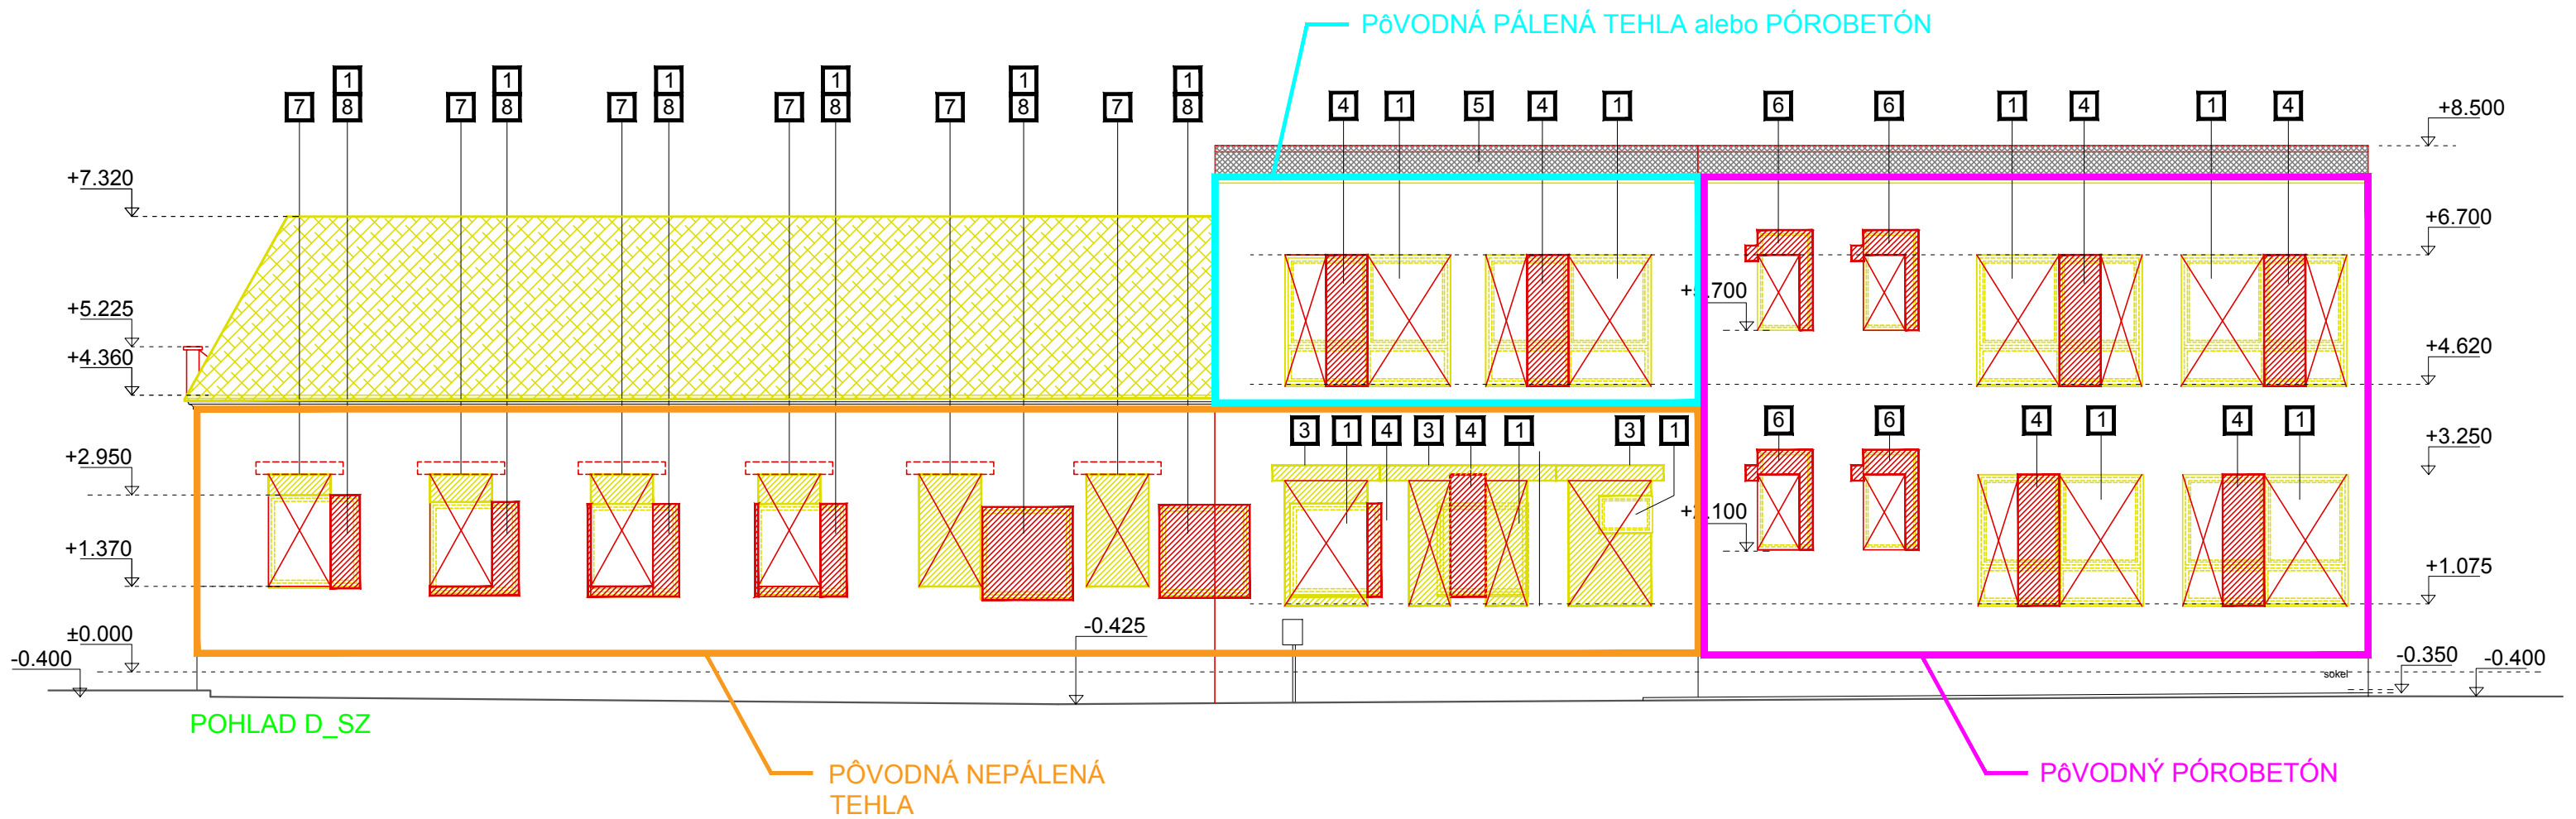 PôVODNÁ PÁLENÁ TEHLA alebo PÓROBETÓN
1 1 1 1 1 1
7 8 7 8 7 8 7 8 7 8 7 8 4 1 5 4 1 6 6 1 4 1 4
+8.500
+7.320
+6.700
+5.225
+4.360
+4.620
3 1 4 3 4 1 3 1 6 6 4 1 4 1
+2.950
+3.250
+1.370
+1.075
±0.000
-0.425
-0.400
-0.350
-0.400
sokel
POHLAD D_SZ
PÔVODNÁ NEPÁLENÁ
TEHLA
PôVODNÝ PÓROBETÓN